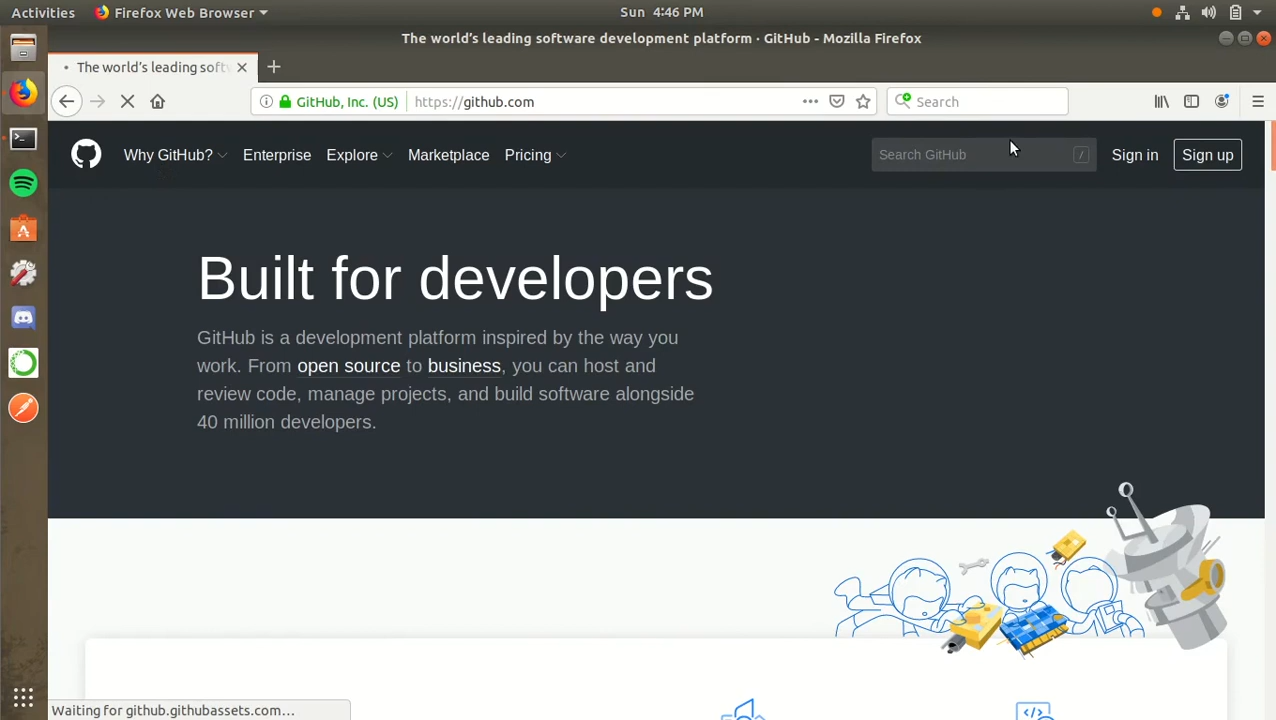 Activities Firefox Web Browser Sun 4:46 PM
The world's leading software development platform · GitHub - Mozilla Firefox
The world's leading softw
GitHub, Inc. (US) https://github.com Search
Why GitHub? Enterprise Explore Marketplace Pricing Search GitHub / Sign in Sign up
Built for developers
GitHub is a development platform inspired by the way you
work. From open source to business, you can host and
review code, manage projects, and build software alongside
40 million developers.
Waiting for github.githubassets.com…